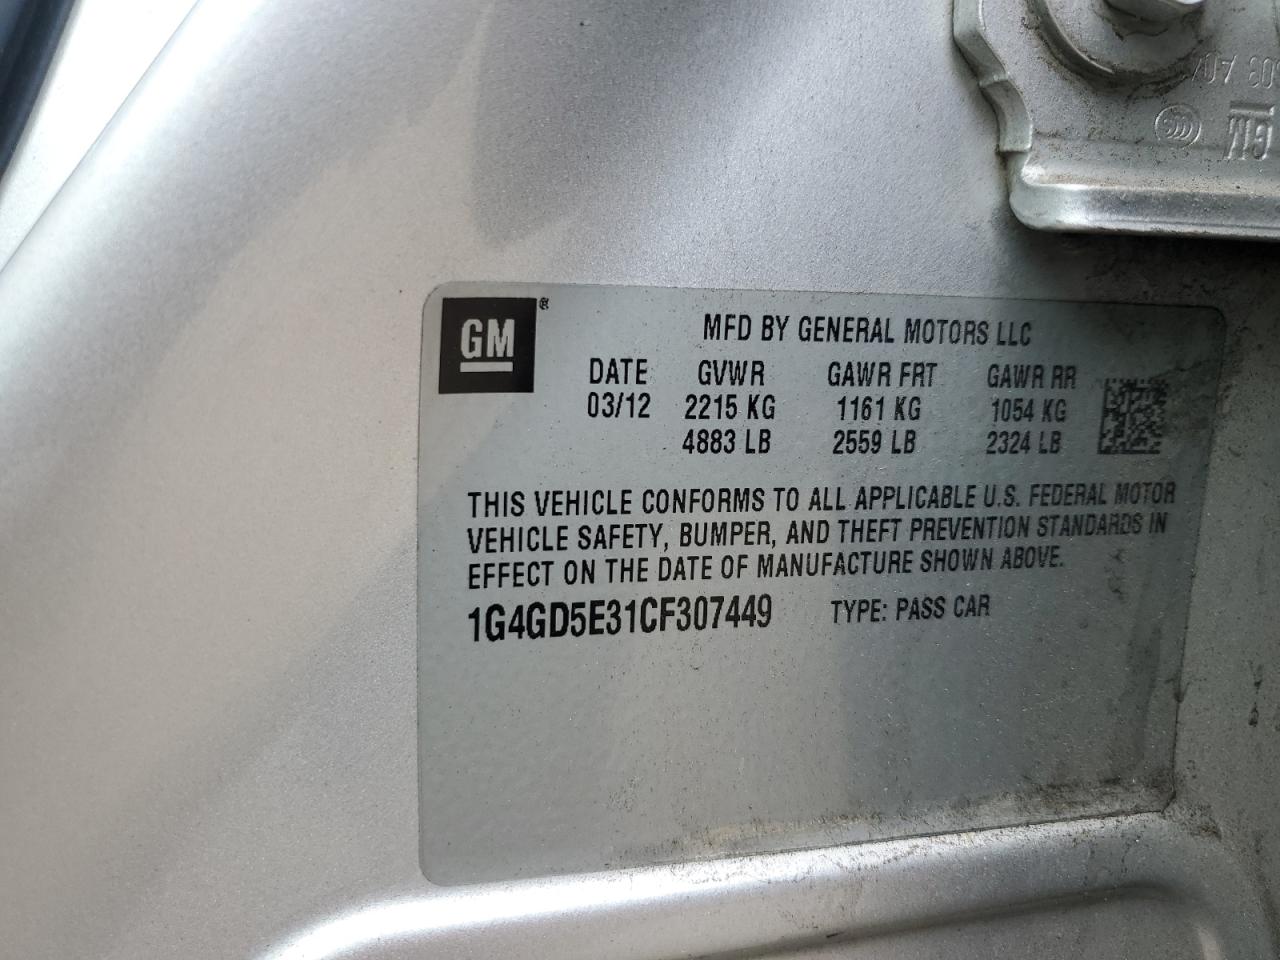 GM ®
MFD BY GENERAL MOTORS LLC
DATE GVWR GAWR FRT GAWR RR
03/12 2215 KG 1161 KG 1054 KG
4883 LB 2559 LB 2324 LB
THIS VEHICLE CONFORMS TO ALL APPLICABLE U.S. FEDERAL MOTOR
VEHICLE SAFETY, BUMPER, AND THEFT PREVENTION STANDARDS IN
EFFECT ON THE DATE OF MANUFACTURE SHOWN ABOVE.
1G4GD5E31CF307449 TYPE: PASS CAR
GM